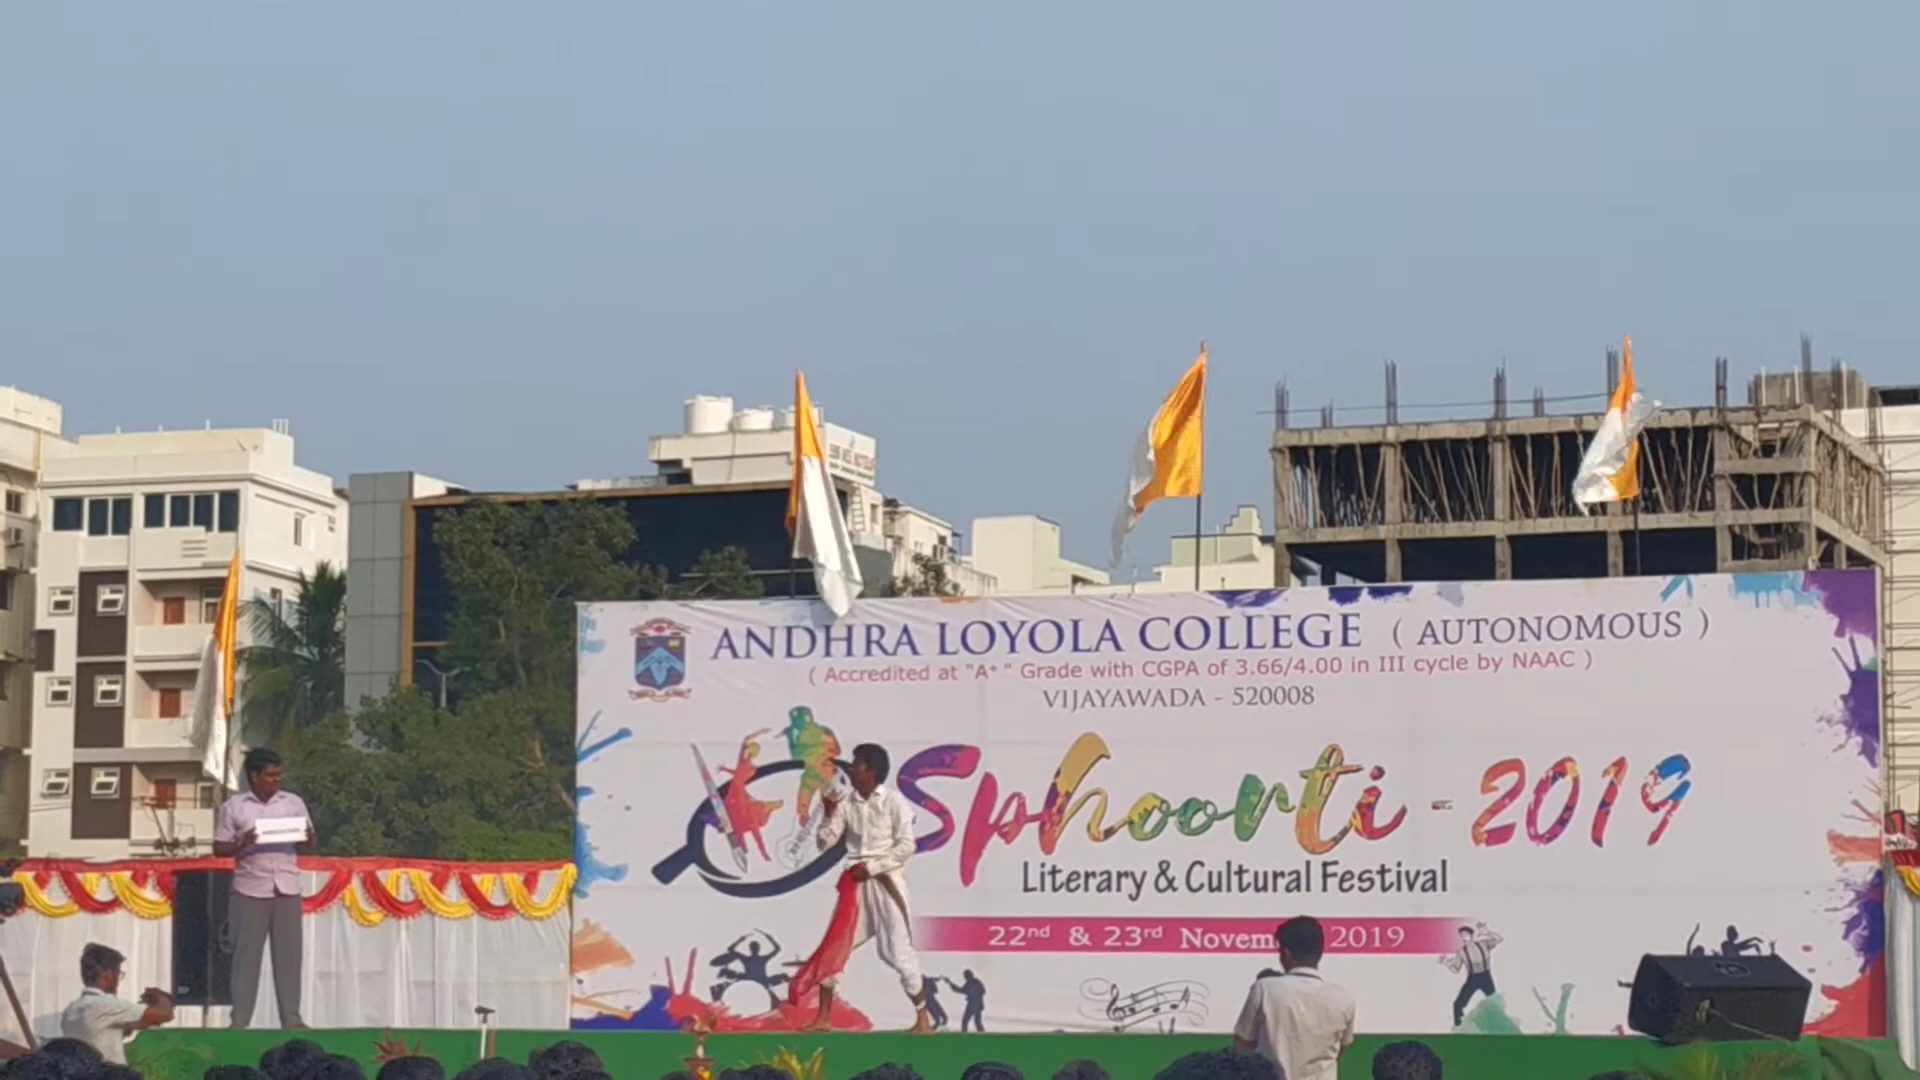 ANDHRA LOYOLA COLLEGE ( AUTONOMOUS )
( Accredited at "A+" Grade with CGPA of 3.66/4.00 in III cycle by NAAC )
VIJAYAWADA - 520008
Sphoorti - 2019
Literary & Cultural Festival
22nd & 23rd Novem 2019